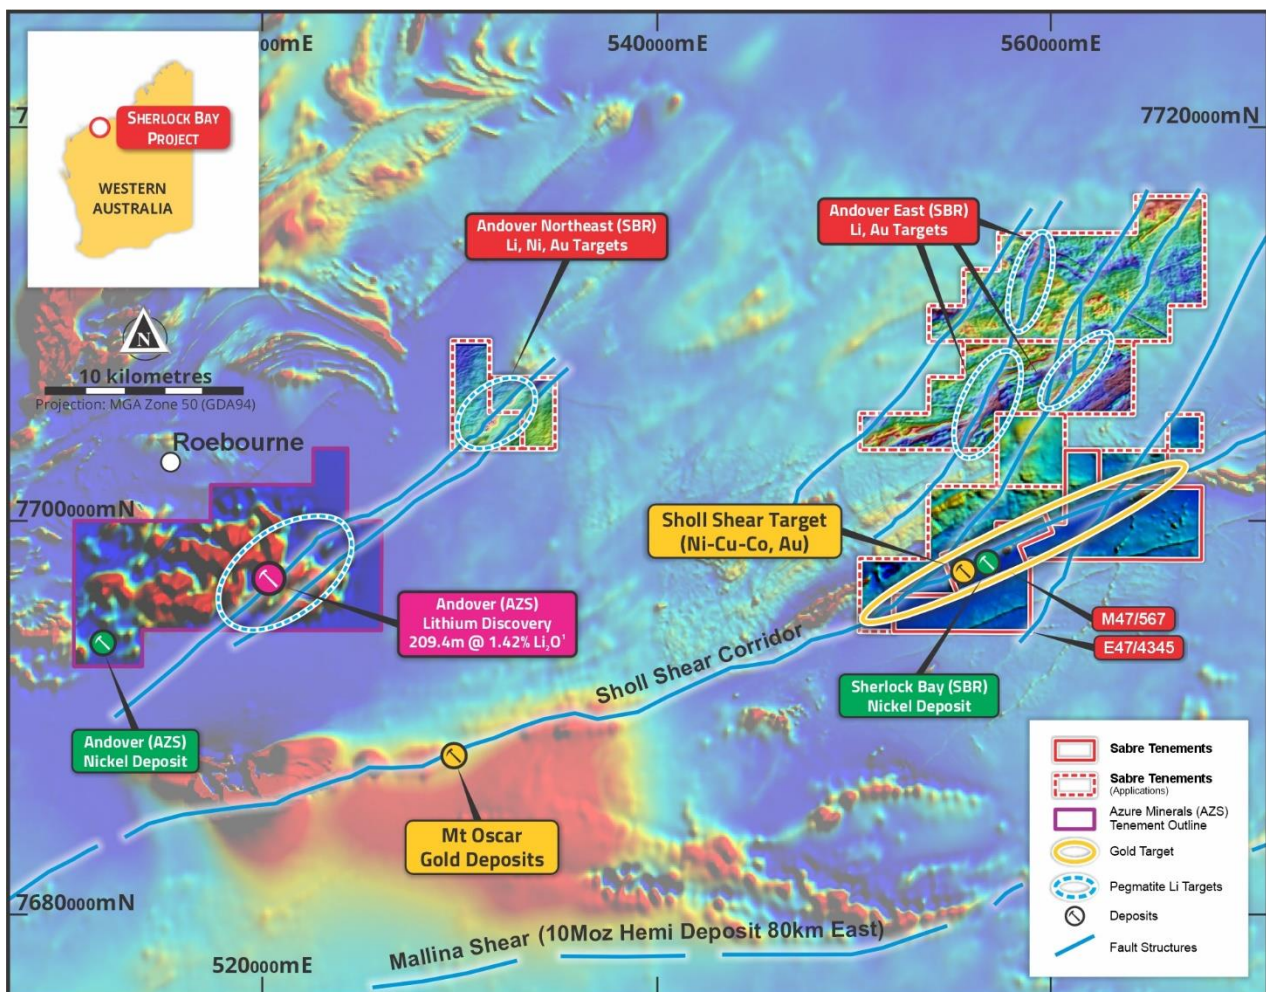 000mE
540000mE
560000mE
7
7720000mN
SHERLOCK BAY
PROJECT
WESTERN
AUSTRALIA
Andover Northeast (SBR)
Li, Ni, Au Targets
Andover East (SBR)
Li, Au Targets
N
10 kilometres
Projection: MGA Zone 50 (GDA94)
Roebourne
7700000mN
Sholl Shear Target
(Ni-Cu-Co, Au)
Andover (AZS)
Lithium Discovery
209.4m @ 1.42% Li₂O¹
M47/567
E47/4345
Sholl Shear Corridor
Sherlock Bay (SBR)
Nickel Deposit
Andover (AZS)
Nickel Deposit
Mt Oscar
Gold Deposits
7680000mN
Mallina Shear (10Moz Hemi Deposit 80km East)
520000mE
Sabre Tenements
Sabre Tenements
(Applications)
Azure Minerals (AZS)
Tenement Outline
Gold Target
Pegmatite Li Targets
Deposits
Fault Structures